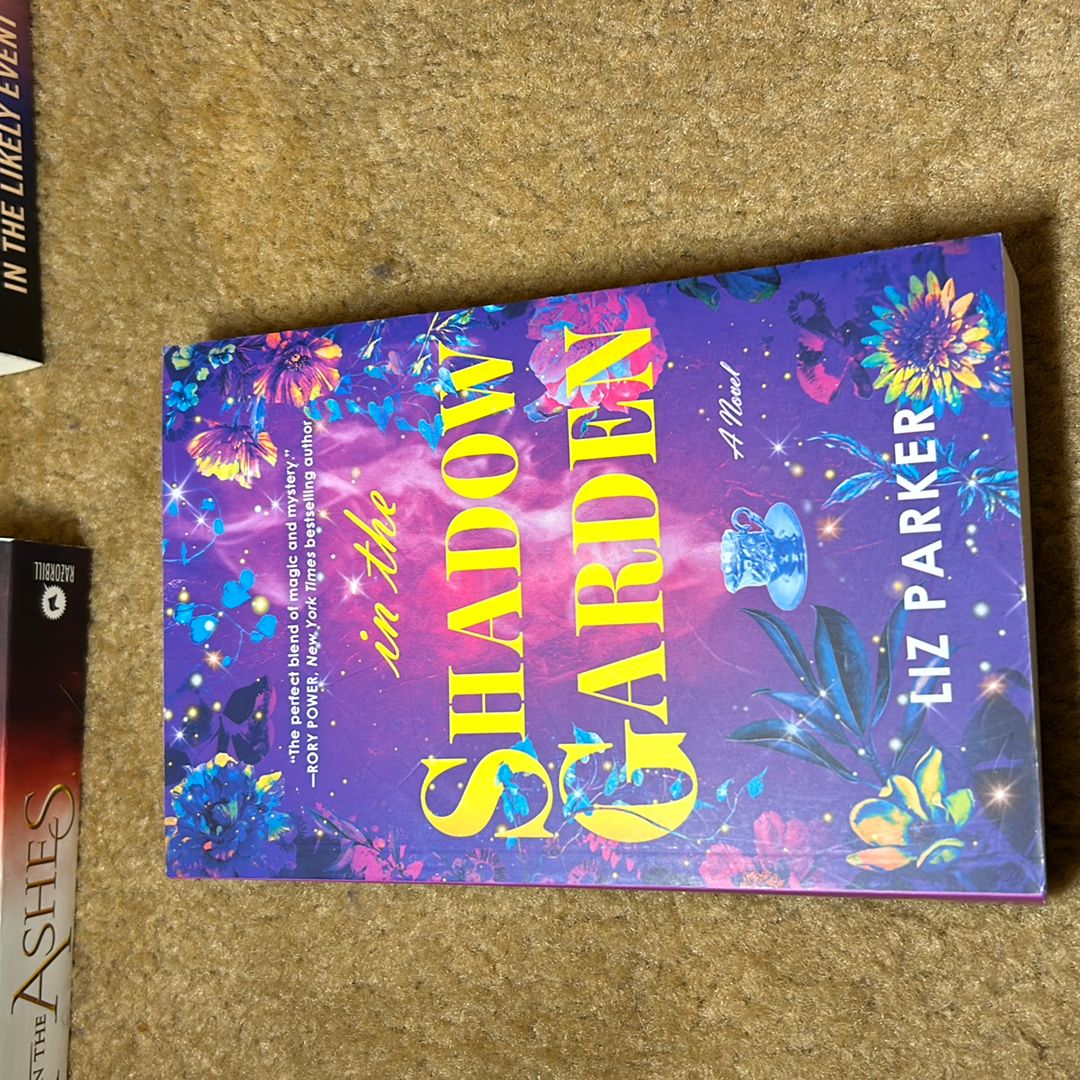 IN THE LIKELY EVENT
RAZORBILL
N THE
ASHES
"The perfect blend of magic and mystery."
—RORY POWER, New York Times bestselling author
in the
SHADOW
GARDEN
A Novel
LIZ PARKER